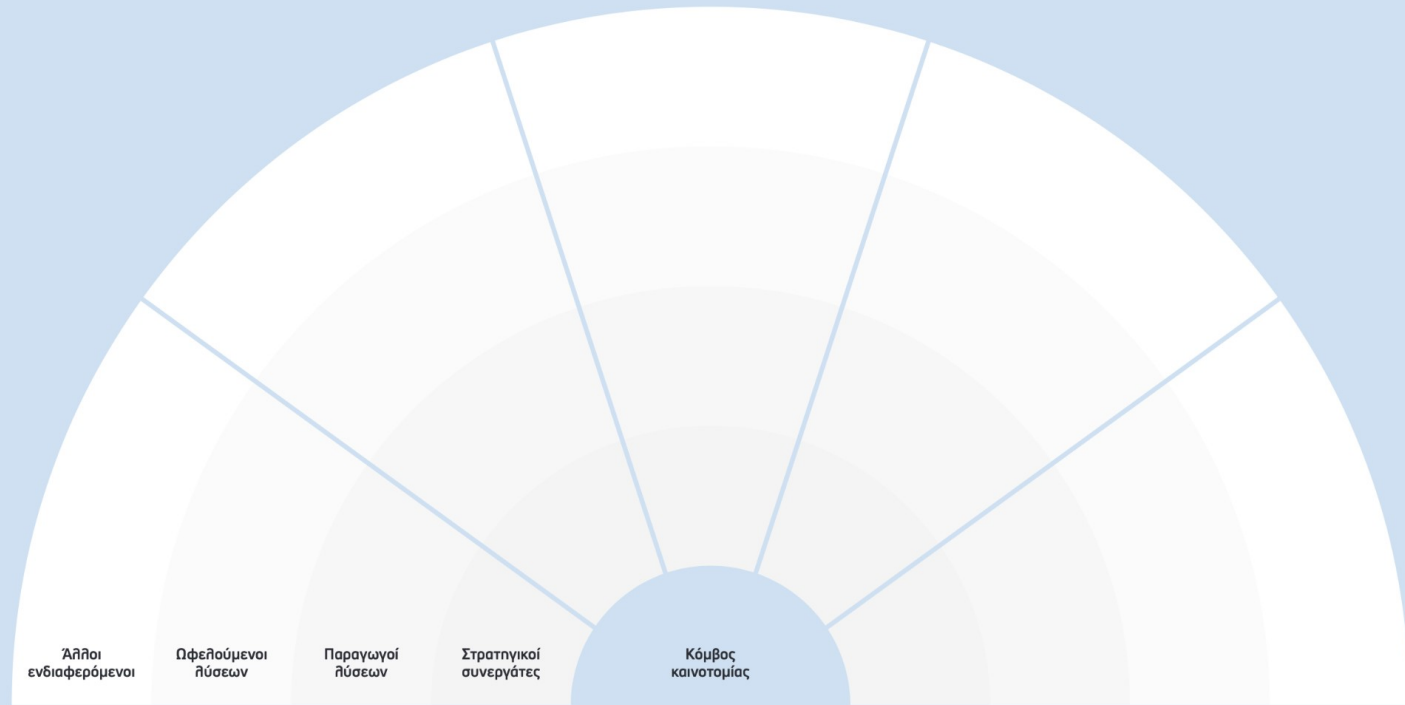 Άλλοι
ενδιαφερόμενοι
Ωφελούμενοι
λύσεων
Παραγωγοί
λύσεων
Στρατηγικοί
συνεργάτες
Κόμβος
καινοτομίας